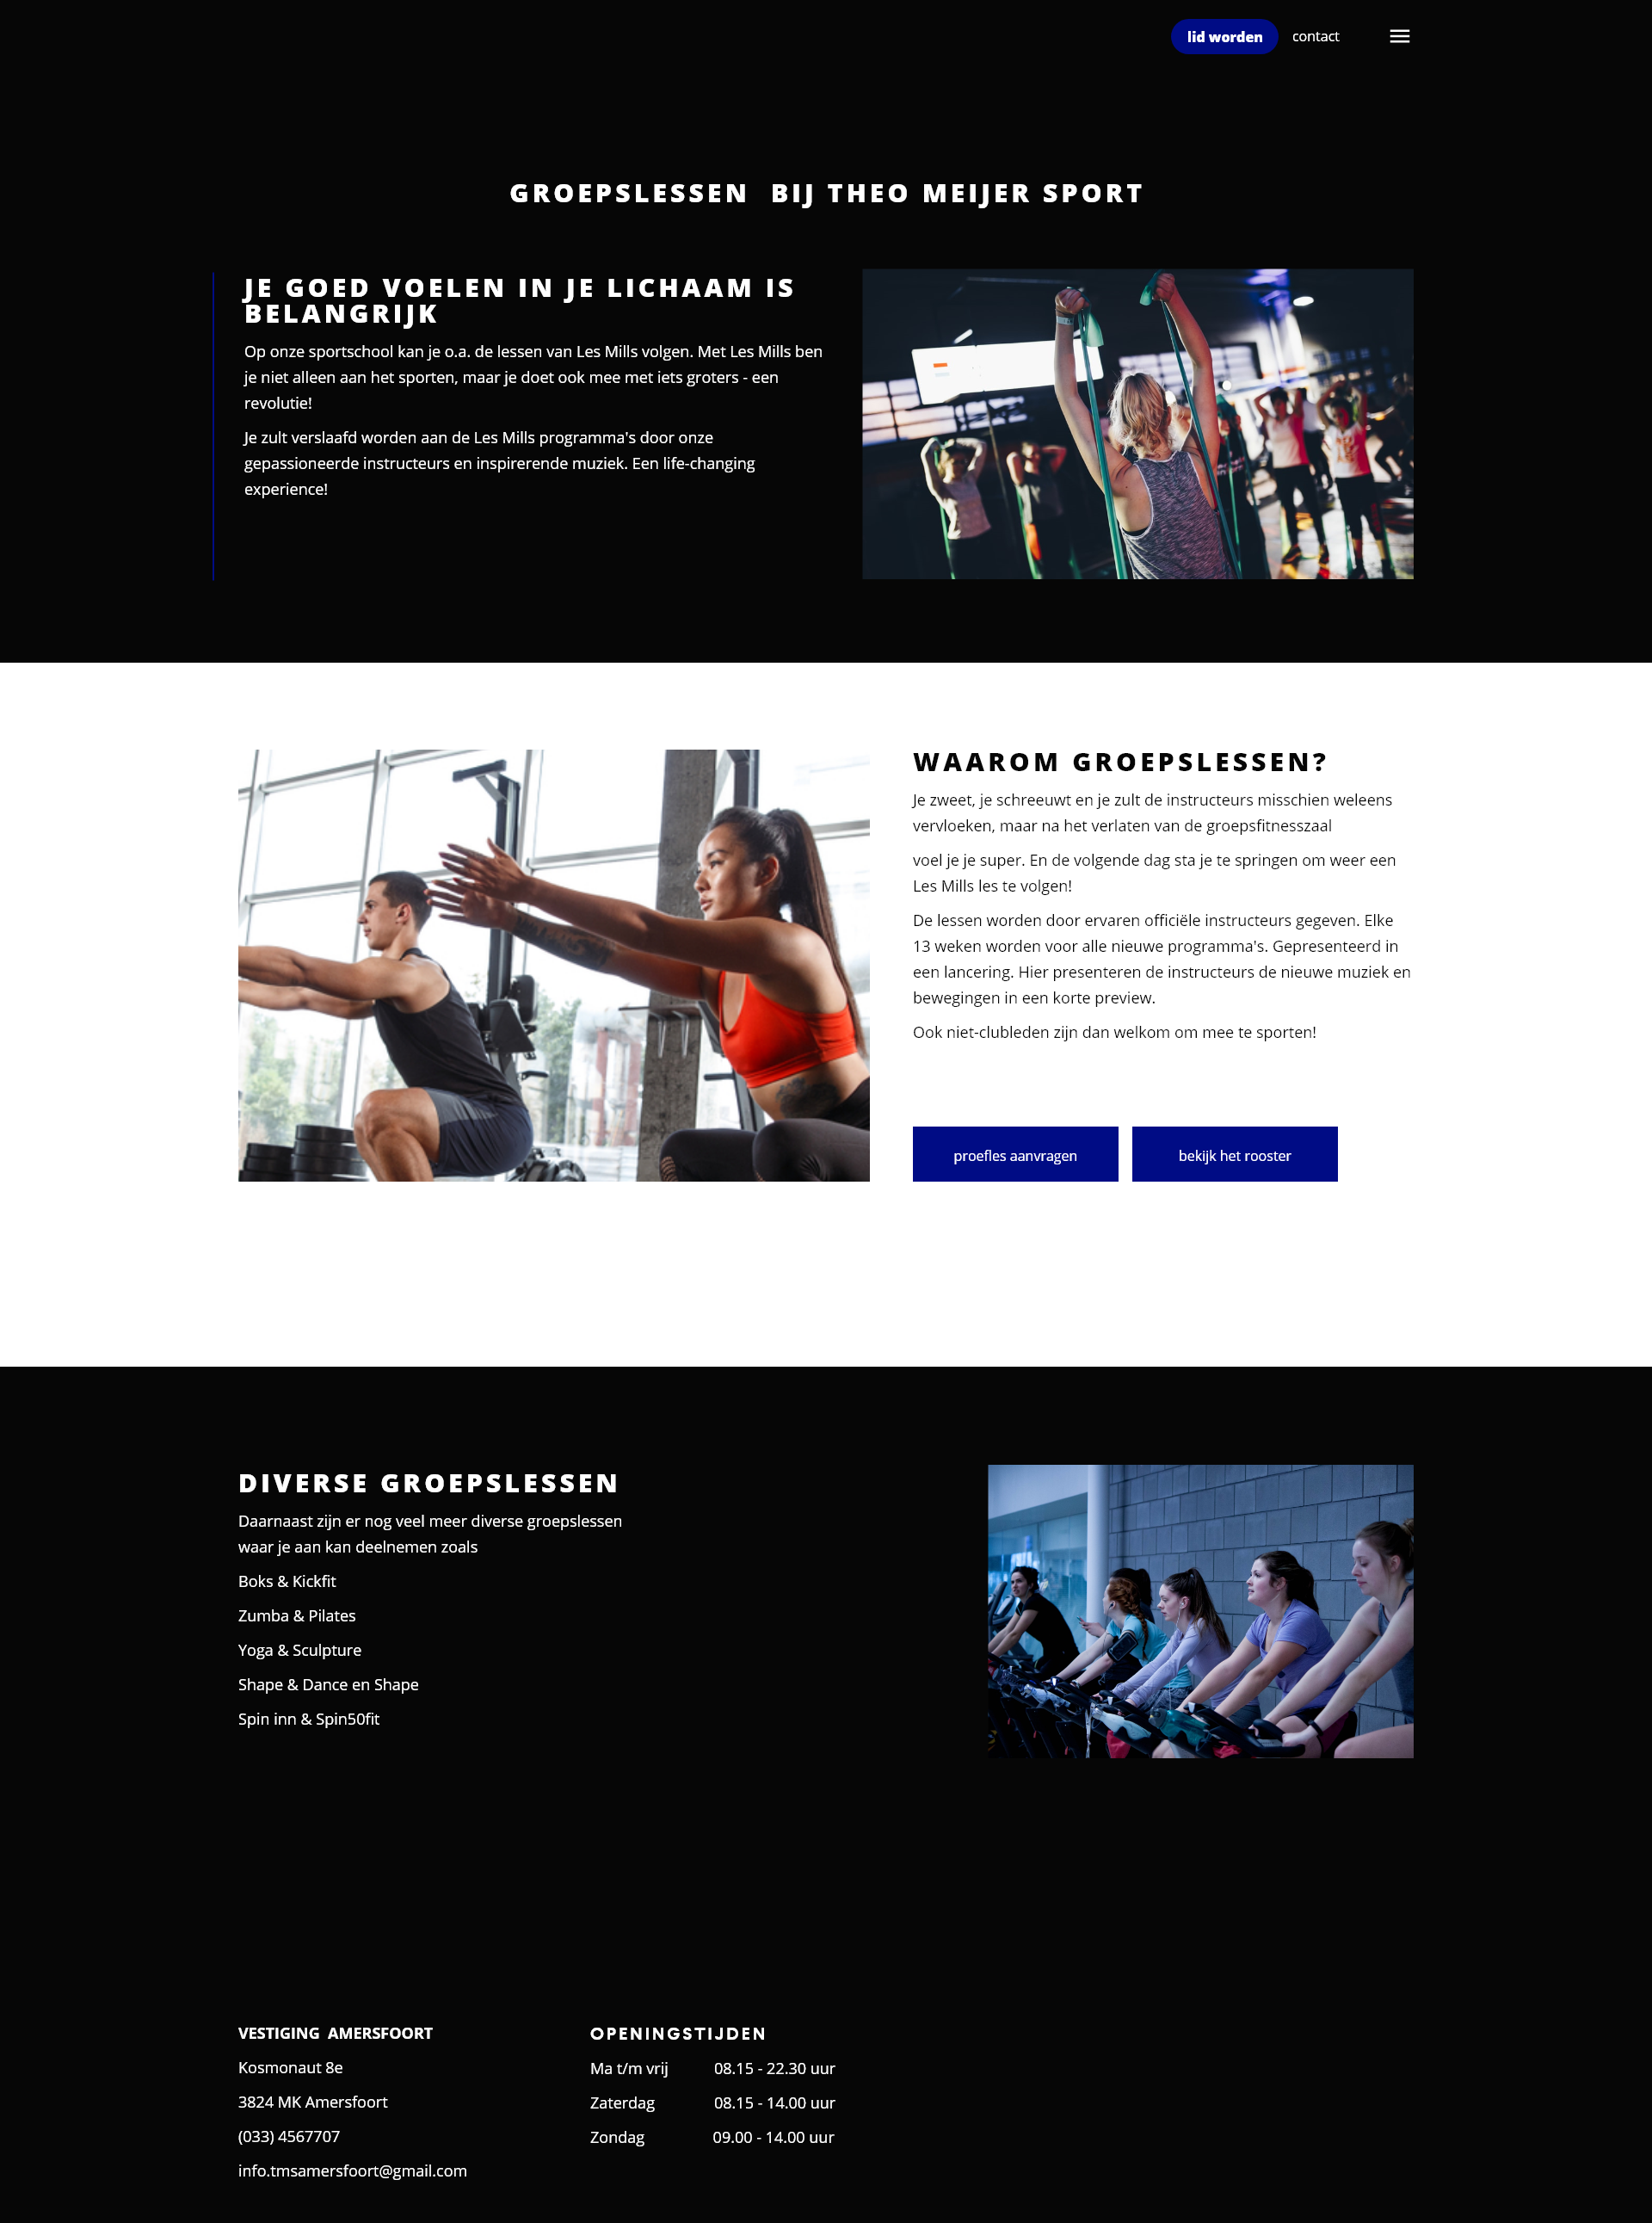 lid worden
contact
GROEPSLESSEN BIJ THEO MEIJER SPORT
JE GOED VOELEN IN JE LICHAAM IS
BELANGRIJK
Op onze sportschool kan je o.a. de lessen van Les Mills volgen. Met Les Mills ben
je niet alleen aan het sporten, maar je doet ook mee met iets groters - een
revolutie!
Je zult verslaafd worden aan de Les Mills programma's door onze
gepassioneerde instructeurs en inspirerende muziek. Een life-changing
experience!
WAAROM GROEPSLESSEN?
Je zweet, je schreeuwt en je zult de instructeurs misschien weleens
vervloeken, maar na het verlaten van de groepsfitnesszaal
voel je je super. En de volgende dag sta je te springen om weer een
Les Mills les te volgen!
De lessen worden door ervaren officiële instructeurs gegeven. Elke
13 weken worden voor alle nieuwe programma's. Gepresenteerd in
een lancering. Hier presenteren de instructeurs de nieuwe muziek en
bewegingen in een korte preview.
Ook niet-clubleden zijn dan welkom om mee te sporten!
proefles aanvragen
bekijk het rooster
DIVERSE GROEPSLESSEN
Daarnaast zijn er nog veel meer diverse groepslessen
waar je aan kan deelnemen zoals
Boks & Kickfit
Zumba & Pilates
Yoga & Sculpture
Shape & Dance en Shape
Spin inn & Spin50fit
VESTIGING AMERSFOORT
Kosmonaut 8e
3824 MK Amersfoort
(033) 4567707
info.tmsamersfoort@gmail.com
OPENINGSTIJDEN
Ma t/m vrij 08.15 - 22.30 uur
Zaterdag 08.15 - 14.00 uur
Zondag 09.00 - 14.00 uur